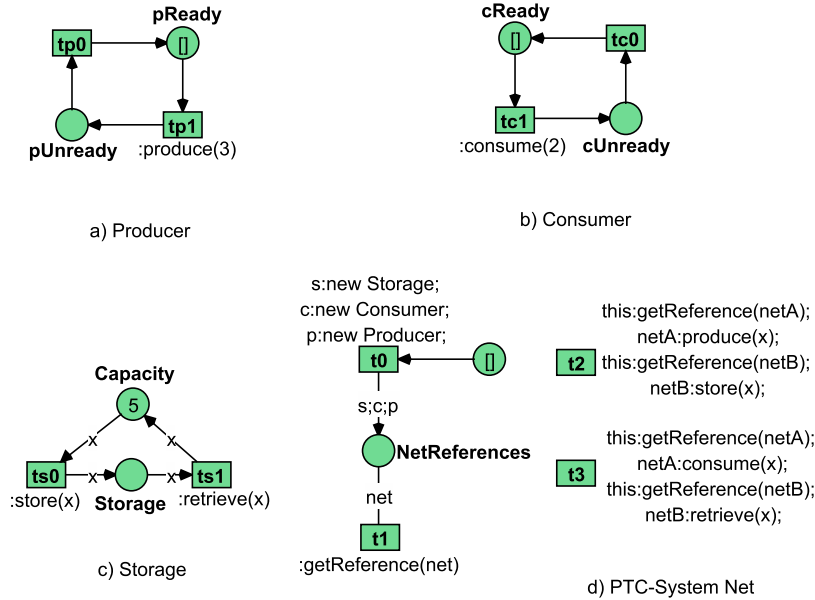 pReady
tp0
[]
tp1
pUnready
:produce(3)
a) Producer
cReady
[]
tc0
tc1
:consume(2)
cUnready
b) Consumer
Capacity
5
x
x
ts0
x
x
ts1
:store(x)
Storage
:retrieve(x)
c) Storage
s:new Storage;
c:new Consumer;
p:new Producer;
t0
[]
s;c;p
NetReferences
net
t1
:getReference(net)
this:getReference(netA);
netA:produce(x);
t2
this:getReference(netB);
netB:store(x);
this:getReference(netA);
netA:consume(x);
t3
this:getReference(netB);
netB:retrieve(x);
d) PTC-System Net